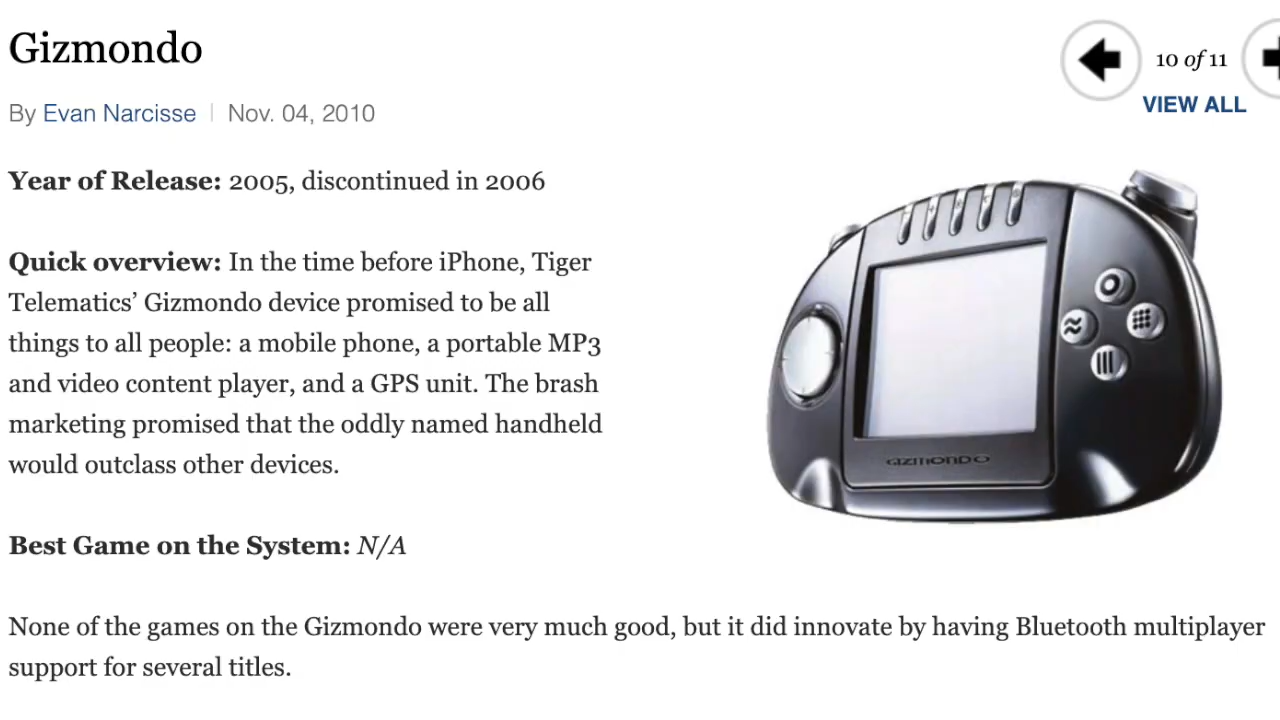 Gizmondo
10 of 11
VIEW ALL
By Evan Narcisse | Nov. 04, 2010
Year of Release: 2005, discontinued in 2006
Quick overview: In the time before iPhone, Tiger
Telematics’ Gizmondo device promised to be all
things to all people: a mobile phone, a portable MP3
and video content player, and a GPS unit. The brash
marketing promised that the oddly named handheld
would outclass other devices.
GIZMONDO
Best Game on the System: N/A
None of the games on the Gizmondo were very much good, but it did innovate by having Bluetooth multiplayer
support for several titles.